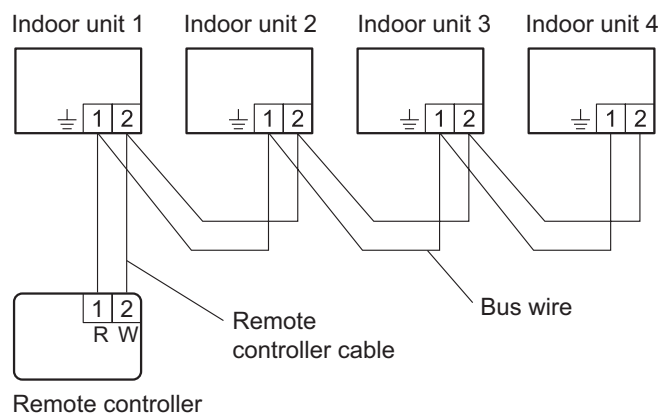 Indoor unit 1 Indoor unit 2 Indoor unit 3 Indoor unit 4
1 2 1 2 1 2 1 2
1 2
R W
Remote
controller cable
Bus wire
Remote controller